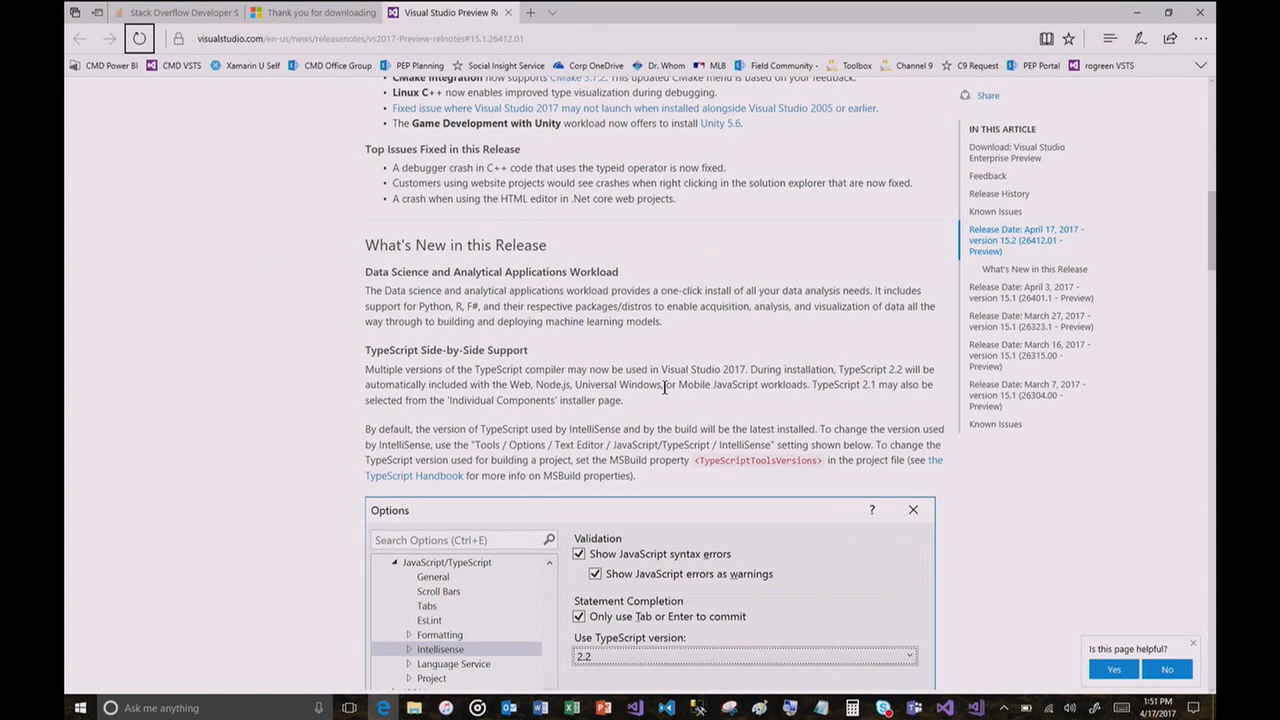 Stack Overflow Developer S
Thank you for downloading
Visual Studio Preview Re
visualstudio.com/en-us/news/releasenotes/vs2017-Preview-relnotes#15.1.26412.01
CMD Power BI
CMD VSTS
Xamarin U Self
CMD Office Group
PEP Planning
Social Insight Service
Corp OneDrive
Dr. Whom
MLB
Field Community -
Toolbox
Channel 9
C9 Request
PEP Portal
rogreen VSTS
CMake Integration now supports CMake 3.7.2. This updated CMake menu is based on your feedback.
Linux C++ now enables improved type visualization during debugging.
Fixed issue where Visual Studio 2017 may not launch when installed alongside Visual Studio 2005 or earlier.
The Game Development with Unity workload now offers to install Unity 5.6.
Top Issues Fixed in this Release
A debugger crash in C++ code that uses the typeid operator is now fixed.
Customers using website projects would see crashes when right clicking in the solution explorer that are now fixed.
A crash when using the HTML editor in .Net core web projects.
What's New in this Release
Data Science and Analytical Applications Workload
The Data science and analytical applications workload provides a one-click install of all your data analysis needs. It includes
support for Python, R, F#, and their respective packages/distros to enable acquisition, analysis, and visualization of data all the
way through to building and deploying machine learning models.
TypeScript Side-by-Side Support
Multiple versions of the TypeScript compiler may now be used in Visual Studio 2017. During installation, TypeScript 2.2 will be
automatically included with the Web, Node.js, Universal Windows, or Mobile JavaScript workloads. TypeScript 2.1 may also be
selected from the 'Individual Components' installer page.
By default, the version of TypeScript used by IntelliSense and by the build will be the latest installed. To change the version used
by IntelliSense, use the "Tools / Options / Text Editor / JavaScript/TypeScript / IntelliSense" setting shown below. To change the
TypeScript version used for building a project, set the MSBuild property <TypeScriptToolsVersions> in the project file (see the
TypeScript Handbook for more info on MSBuild properties).
Options
?
Search Options (Ctrl+E)
JavaScript/TypeScript
General
Scroll Bars
Tabs
EsLint
Formatting
Intellisense
Language Service
Project
Validation
Show JavaScript syntax errors
Show JavaScript errors as warnings
Statement Completion
Only use Tab or Enter to commit
Use TypeScript version:
2.2
Share
IN THIS ARTICLE
Download: Visual Studio
Enterprise Preview
Feedback
Release History
Known Issues
Release Date: April 17, 2017 -
version 15.2 (26412.01 -
Preview)
What's New in this Release
Release Date: April 3, 2017 -
version 15.1 (26401.1 - Preview)
Release Date: March 27, 2017 -
version 15.1 (26323.1 - Preview)
Release Date: March 16, 2017 -
version 15.1 (26315.00 -
Preview)
Release Date: March 7, 2017 -
version 15.1 (26304.00 -
Preview)
Known Issues
Is this page helpful?
Yes
No
Ask me anything
1:51 PM
4/17/2017